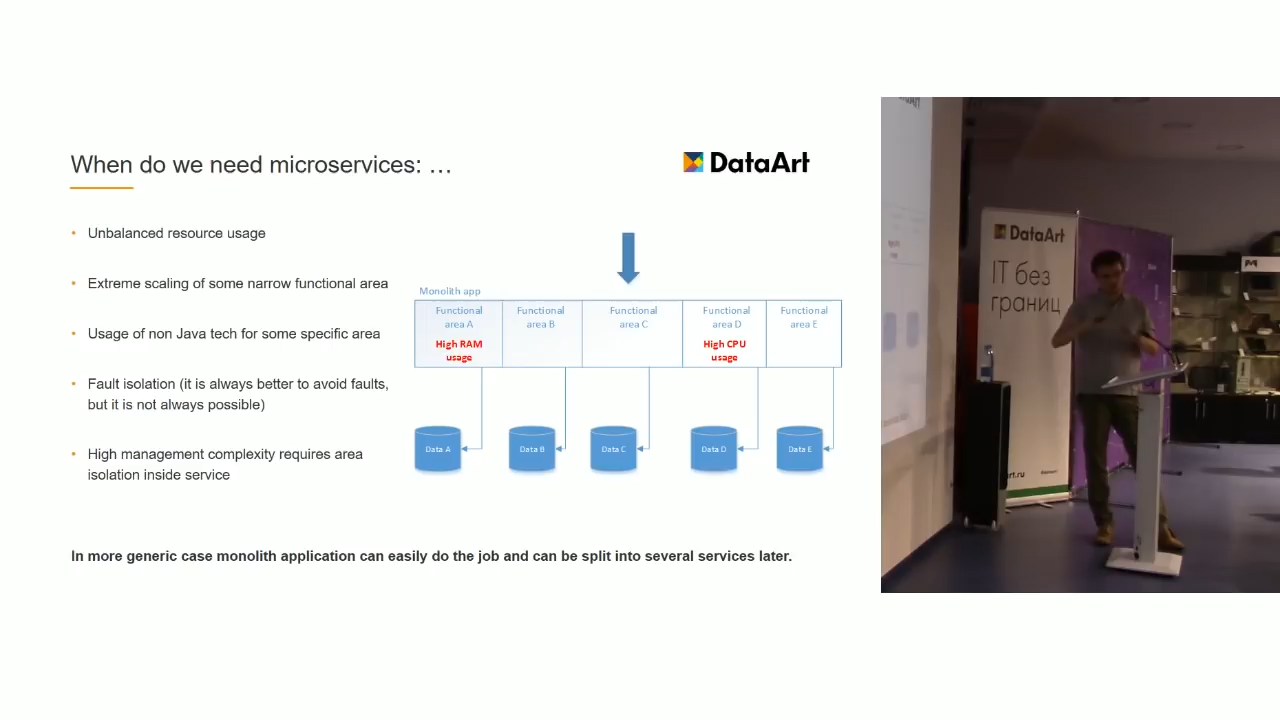 When do we need microservices: …
DataArt
Unbalanced resource usage
Extreme scaling of some narrow functional area
Usage of non Java tech for some specific area
Fault isolation (it is always better to avoid faults,
but it is not always possible)
High management complexity requires area
isolation inside service
Monolith app
Functional
area A
High RAM
usage
Functional
area B
Functional
area C
Functional
area D
High CPU
usage
Functional
area E
Data A
Data B
Data C
Data D
Data E
In more generic case monolith application can easily do the job and can be split into several services later.
DataArt
IT без
границ